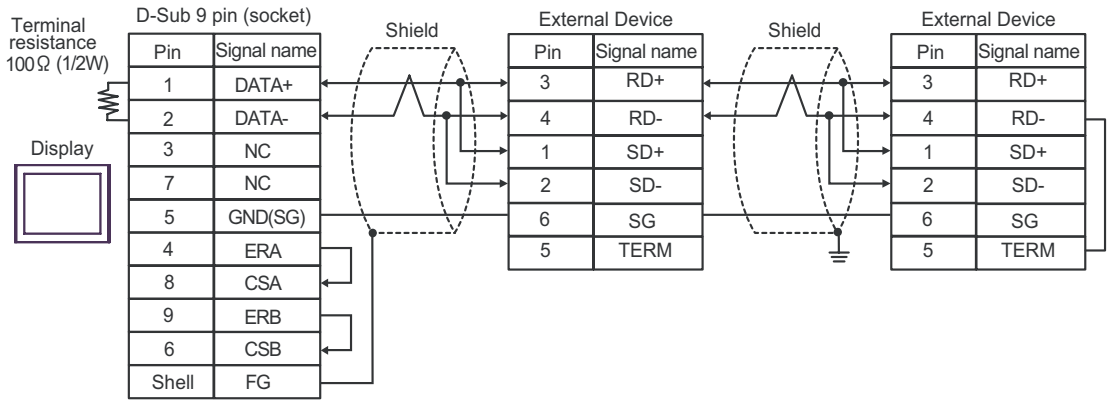 Terminal
resistance
100Ω (1/2W)
Display
D-Sub 9 pin (socket)
Pin Signal name
1 DATA+
2 DATA-
3 NC
7 NC
5 GND(SG)
4 ERA
8 CSA
9 ERB
6 CSB
Shell FG
Shield
External Device
Pin Signal name
3 RD+
4 RD-
1 SD+
2 SD-
6 SG
5 TERM
Shield
External Device
Pin Signal name
3 RD+
4 RD-
1 SD+
2 SD-
6 SG
5 TERM